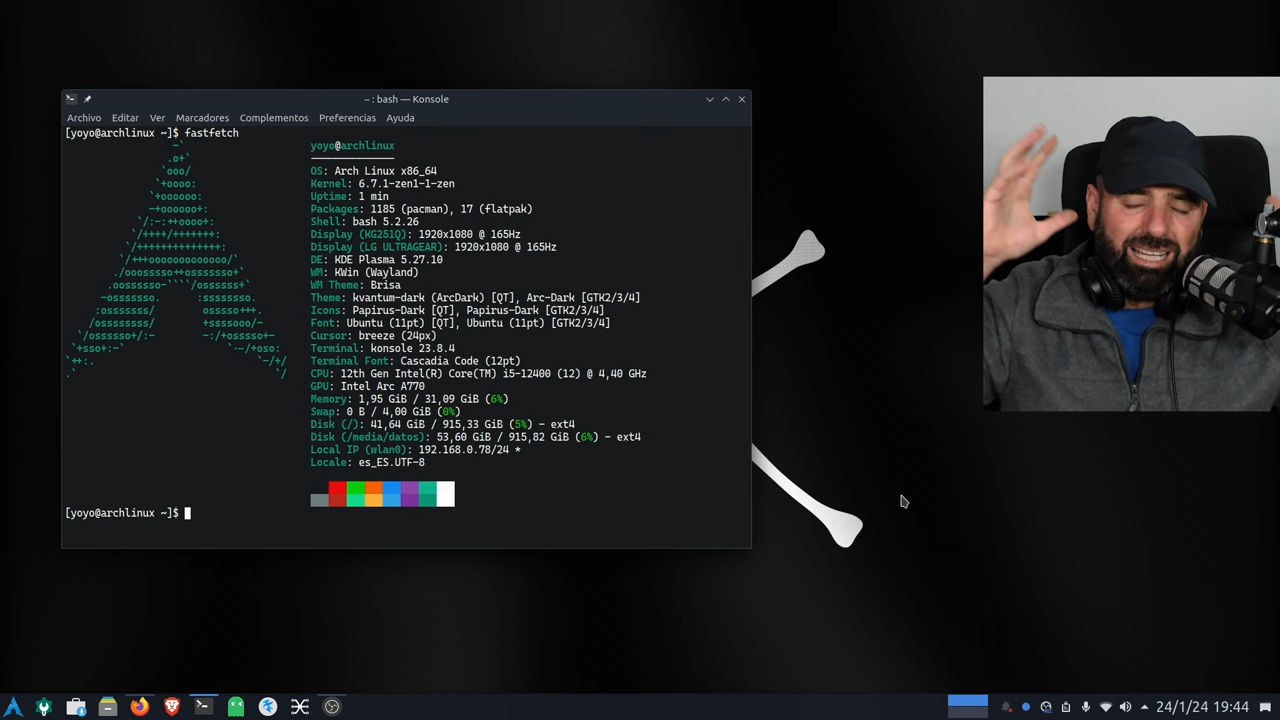 ~ : bash — Konsole
Archivo Editar Ver Marcadores Complementos Preferencias Ayuda
[yoyo@archlinux ~]$ fastfetch
yoyo@archlinux
OS: Arch Linux x86_64
Kernel: 6.7.1-zen1-1-zen
Uptime: 1 min
Packages: 1185 (pacman), 17 (flatpak)
Shell: bash 5.2.26
Display (KG251Q): 1920x1080 @ 165Hz
Display (LG ULTRAGEAR): 1920x1080 @ 165Hz
DE: KDE Plasma 5.27.10
WM: KWin (Wayland)
WM Theme: Brisa
Theme: kvantum-dark (ArcDark) [QT], Arc-Dark [GTK2/3/4]
Icons: Papirus-Dark [QT], Papirus-Dark [GTK2/3/4]
Font: Ubuntu (11pt) [QT], Ubuntu (11pt) [GTK2/3/4]
Cursor: breeze (24px)
Terminal: konsole 23.8.4
Terminal Font: Cascadia Code (12pt)
CPU: 12th Gen Intel(R) Core(TM) i5-12400 (12) @ 4,40 GHz
GPU: Intel Arc A770
Memory: 1,95 GiB / 31,09 GiB (6%)
Swap: 0 B / 4,00 GiB (0%)
Disk (/): 41,64 GiB / 915,33 GiB (5%) - ext4
Disk (/media/datos): 53,60 GiB / 915,82 GiB (6%) - ext4
Local IP (wlan0): 192.168.0.78/24 *
Locale: es_ES.UTF-8
[yoyo@archlinux ~]$
24/1/24 19:44